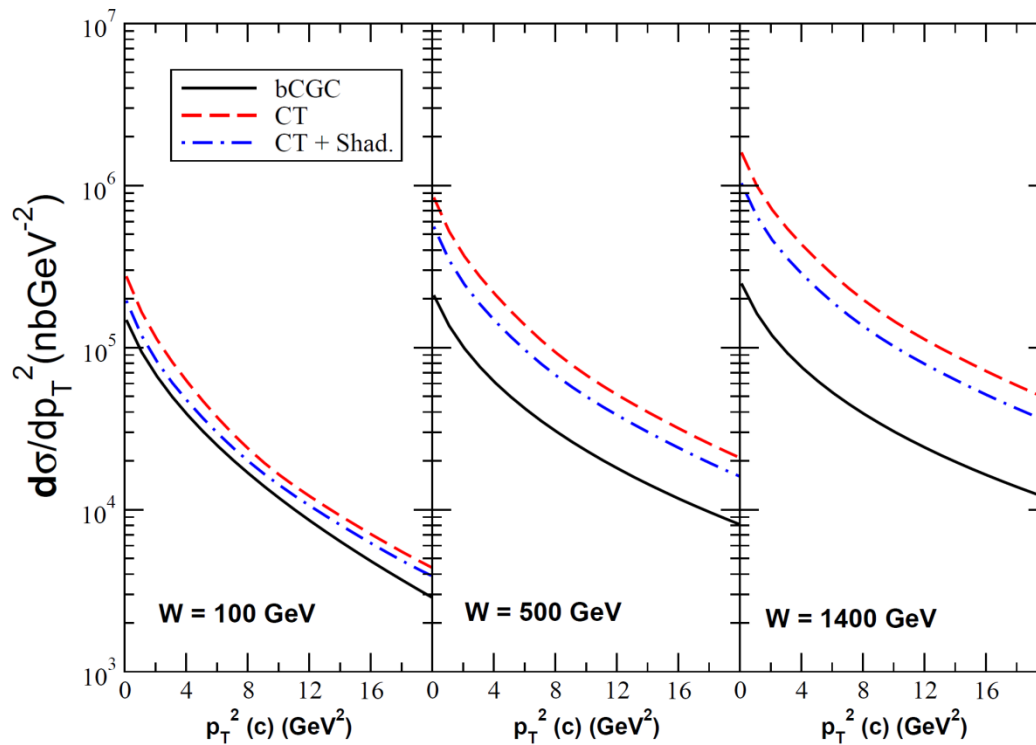 10^7
10^6
10^5
10^4
10^3
dσ/dp_T^2 (nbGeV^-2)
bCGC
CT
CT + Shad.
W = 100 GeV
W = 500 GeV
W = 1400 GeV
0 4 8 12 16 0 4 8 12 16 0 4 8 12 16
p_T^2 (c) (GeV^2) p_T^2 (c) (GeV^2) p_T^2 (c) (GeV^2)